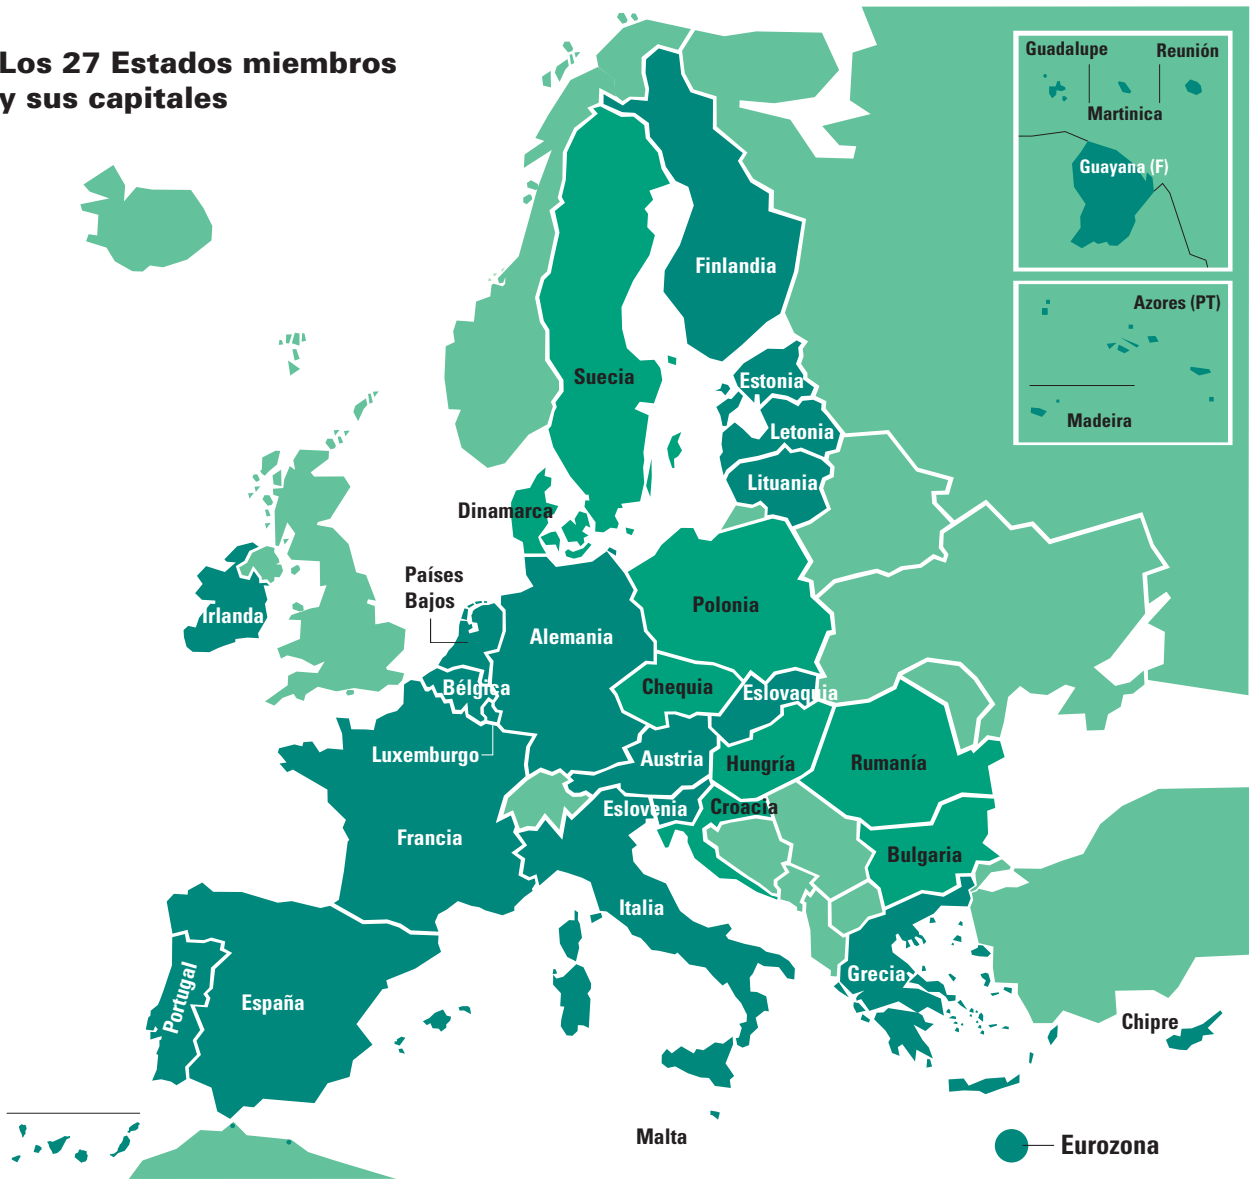 Los 27 Estados miembros
y sus capitales
Guadalupe
Reunión
Martinica
Guayana (F)
Azores (PT)
Madeira
Finlandia
Suecia
Estonia
Letonia
Lituania
Dinamarca
Países
Bajos
Irlanda
Polonia
Alemania
Bélgica
Chequia
Eslovaquia
Luxemburgo
Austria
Hungría
Rumanía
Eslovenia
Croacia
Francia
Bulgaria
Italia
Grecia
Portugal
España
Chipre
Malta
Eurozona